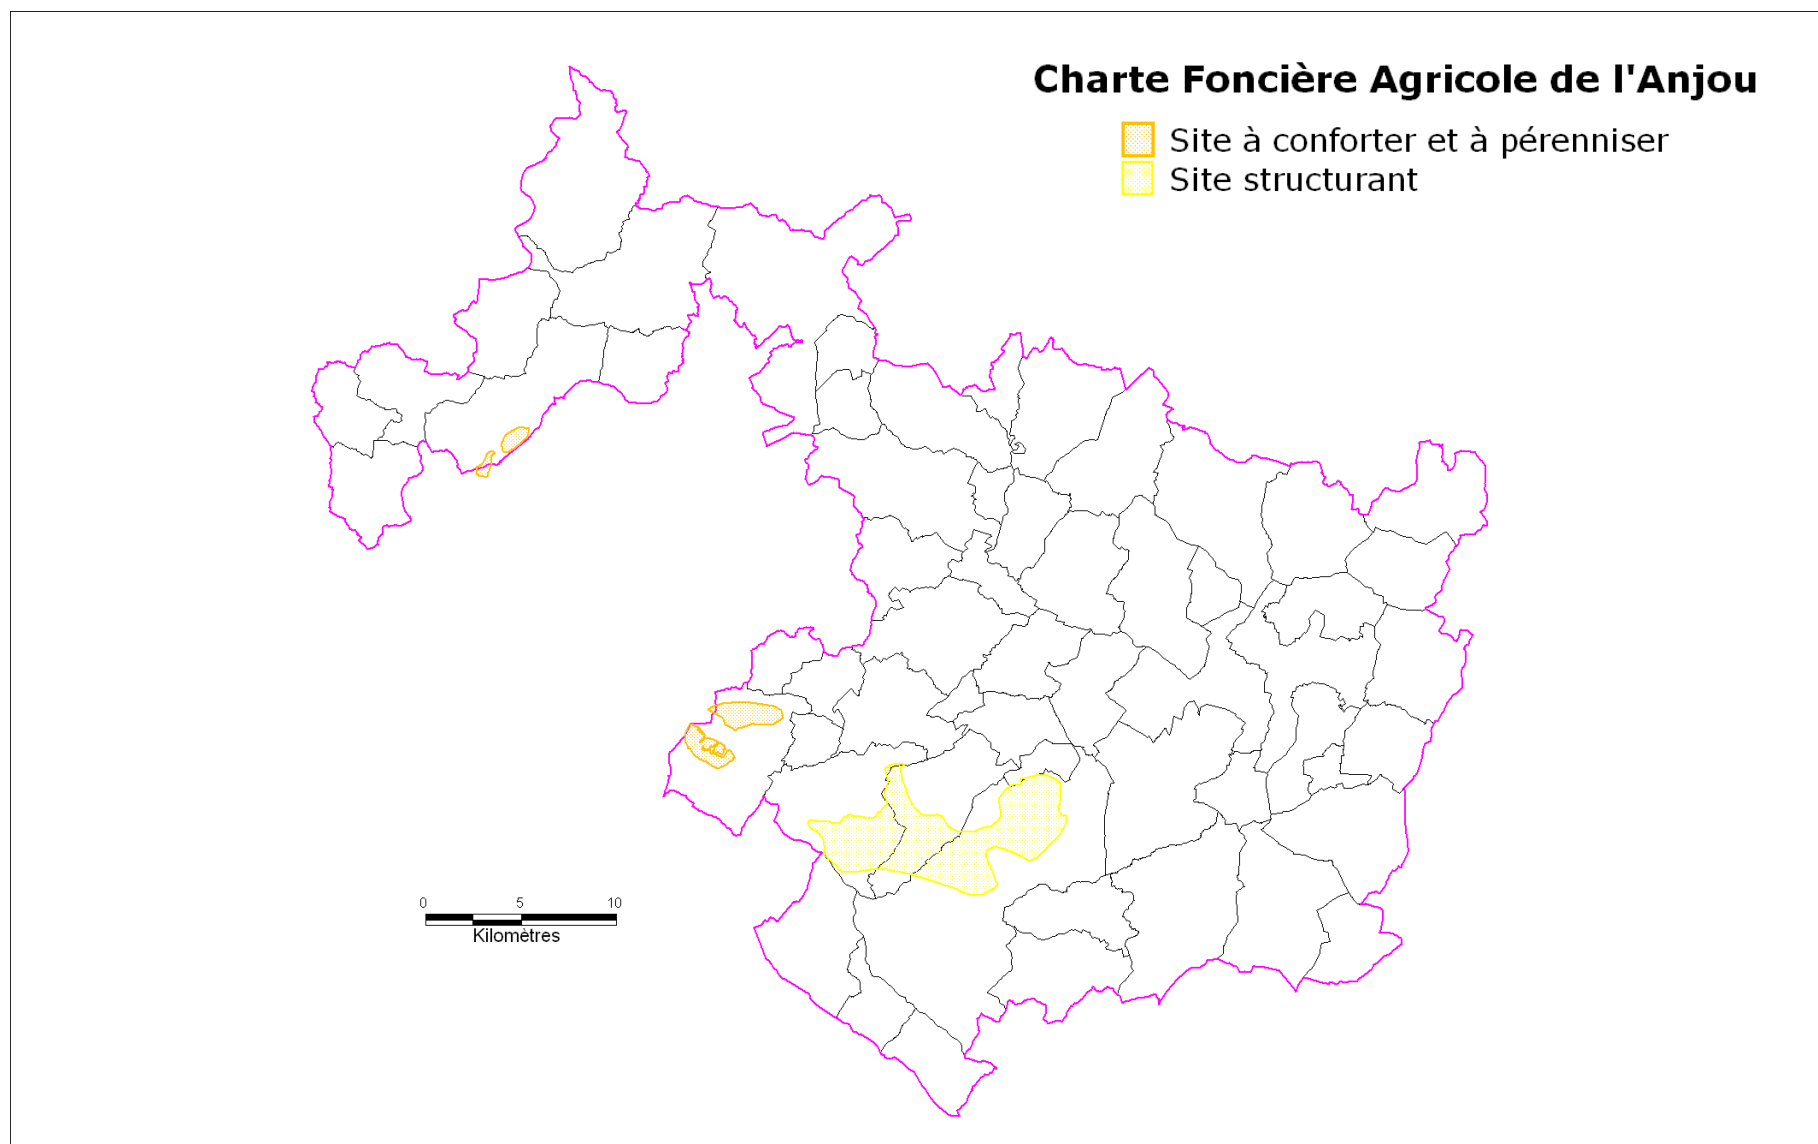 Charte Foncière Agricole de l'Anjou
Site à conforter et à pérenniser
Site structurant
0 5 10
Kilomètres